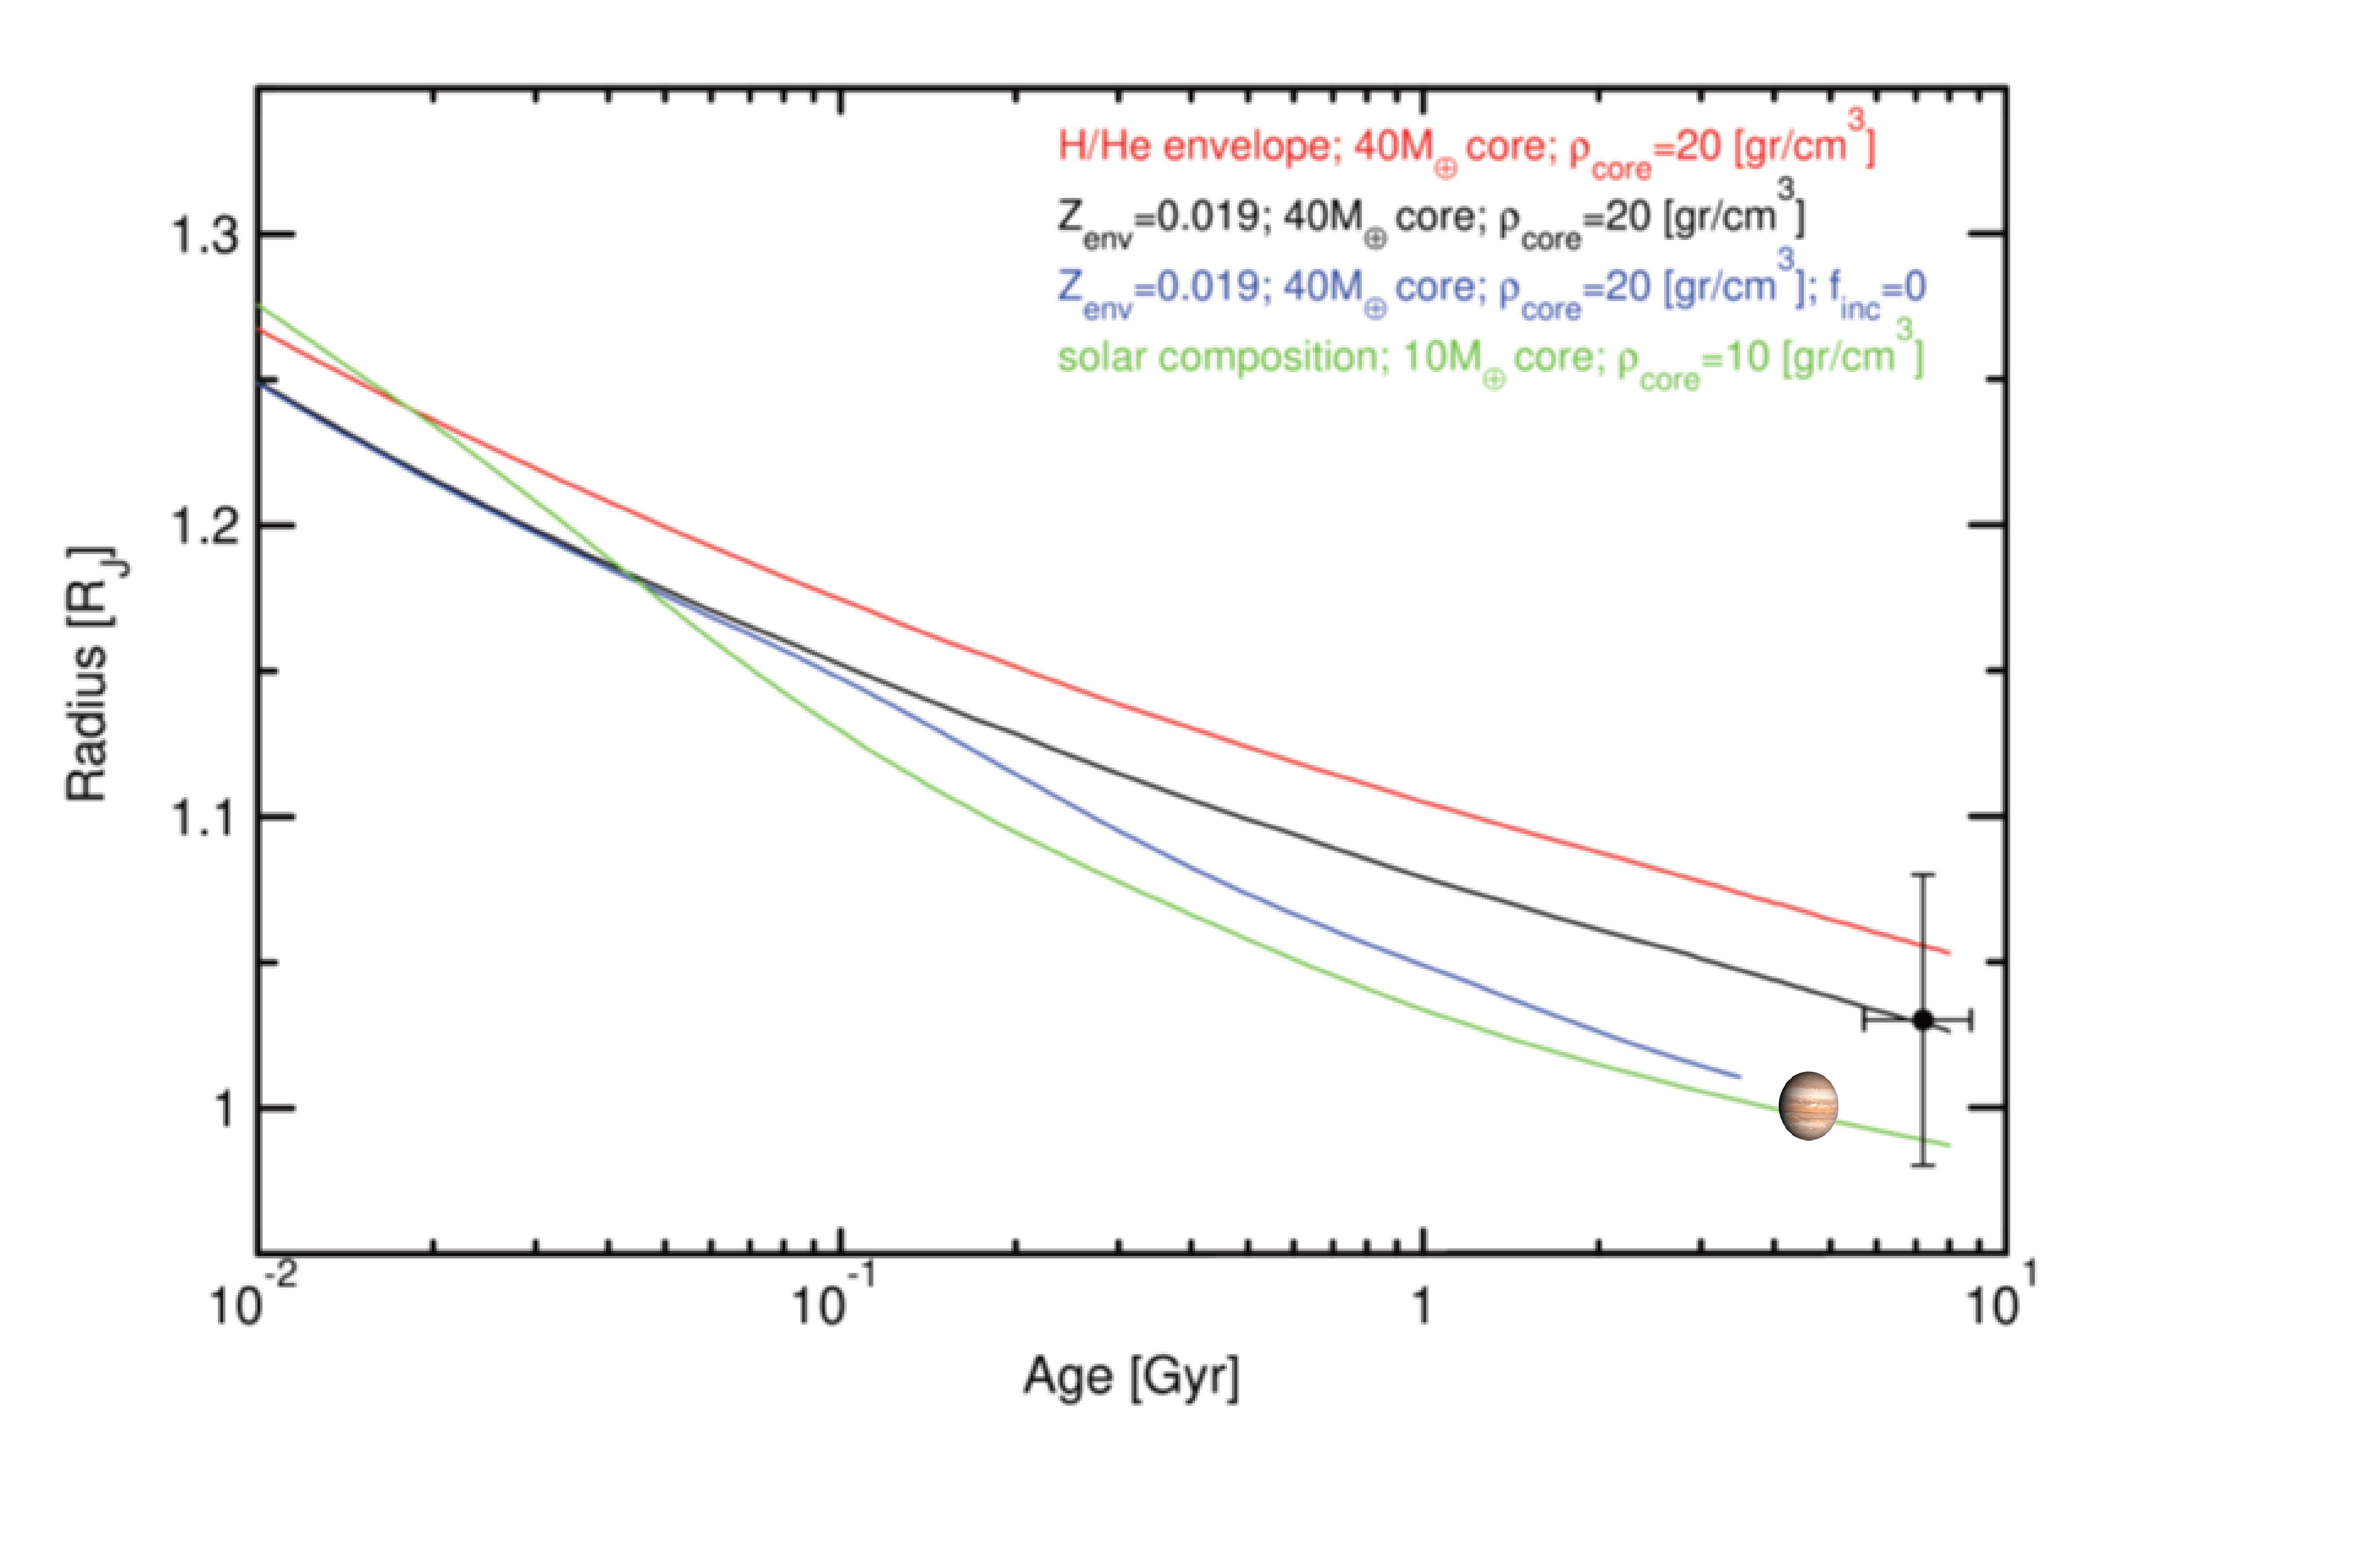 H/He envelope; 40M⊕ core; ρcore=20 [gr/cm³]
Zenv=0.019; 40M⊕ core; ρcore=20 [gr/cm³]
Zenv=0.019; 40M⊕ core; ρcore=20 [gr/cm³]; finc=0
solar composition; 10M⊕ core; ρcore=10 [gr/cm³]
1.3
1.2
1.1
1
Radius [RJ]
10⁻² 10⁻¹ 1 10¹
Age [Gyr]